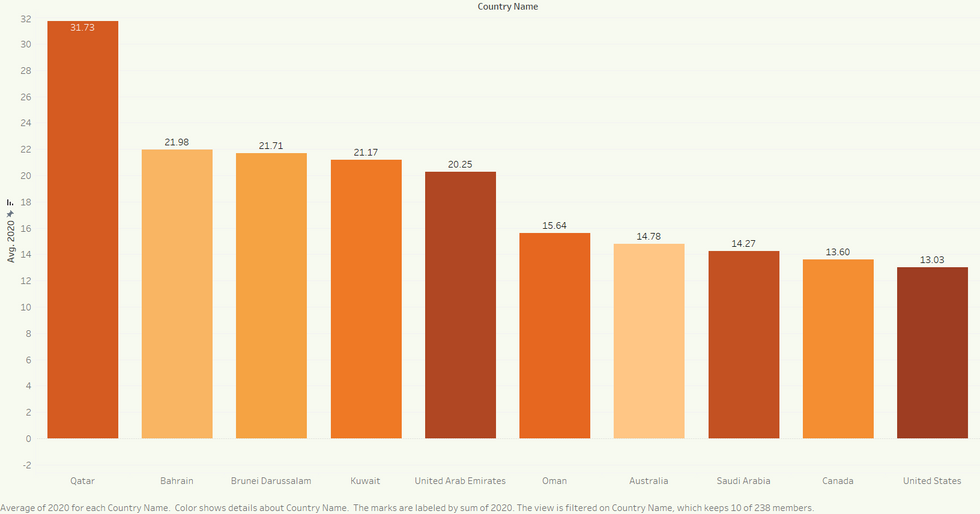 Country Name
32
30
28
26
24
22
20
18
16
14
12
10
8
6
4
2
0
-2
Avg. 2020
31.73
21.98
21.71
21.17
20.25
15.64
14.78
14.27
13.60
13.03
Qatar
Bahrain
Brunei Darussalam
Kuwait
United Arab Emirates
Oman
Australia
Saudi Arabia
Canada
United States
Average of 2020 for each Country Name. Color shows details about Country Name. The marks are labeled by sum of 2020. The view is filtered on Country Name, which keeps 10 of 238 members.